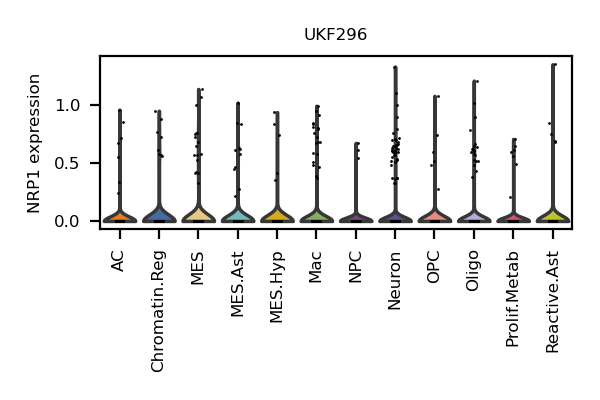 UKF296
NRP1 expression
1.0
0.5
0.0
AC
Chromatin.Reg
MES
MES.Ast
MES.Hyp
Mac
NPC
Neuron
OPC
Oligo
Prolif.Metab
Reactive.Ast